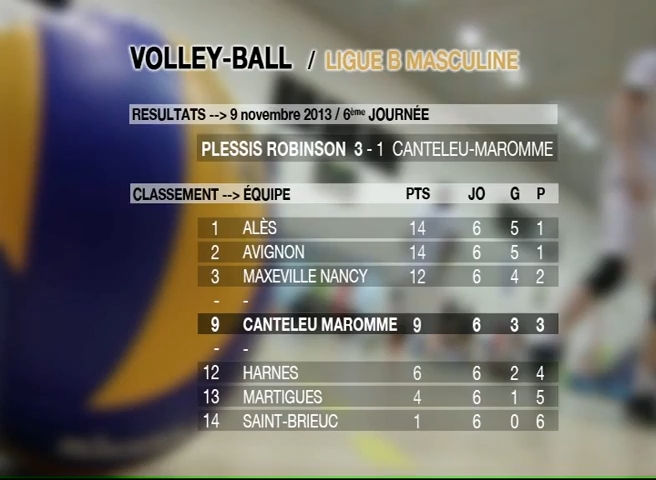 VOLLEY-BALL / LIGUE B MASCULINE
RESULTATS --> 9 novembre 2013 / 6ème JOURNÉE
PLESSIS ROBINSON 3 - 1 CANTELEU-MAROMME
CLASSEMENT --> ÉQUIPE PTS JO G P
1 ALÈS 14 6 5 1
2 AVIGNON 14 6 5 1
3 MAXEVILLE NANCY 12 6 4 2
- -
9 CANTELEU MAROMME 9 6 3 3
- -
12 HARNES 6 6 2 4
13 MARTIGUES 4 6 1 5
14 SAINT-BRIEUC 1 6 0 6